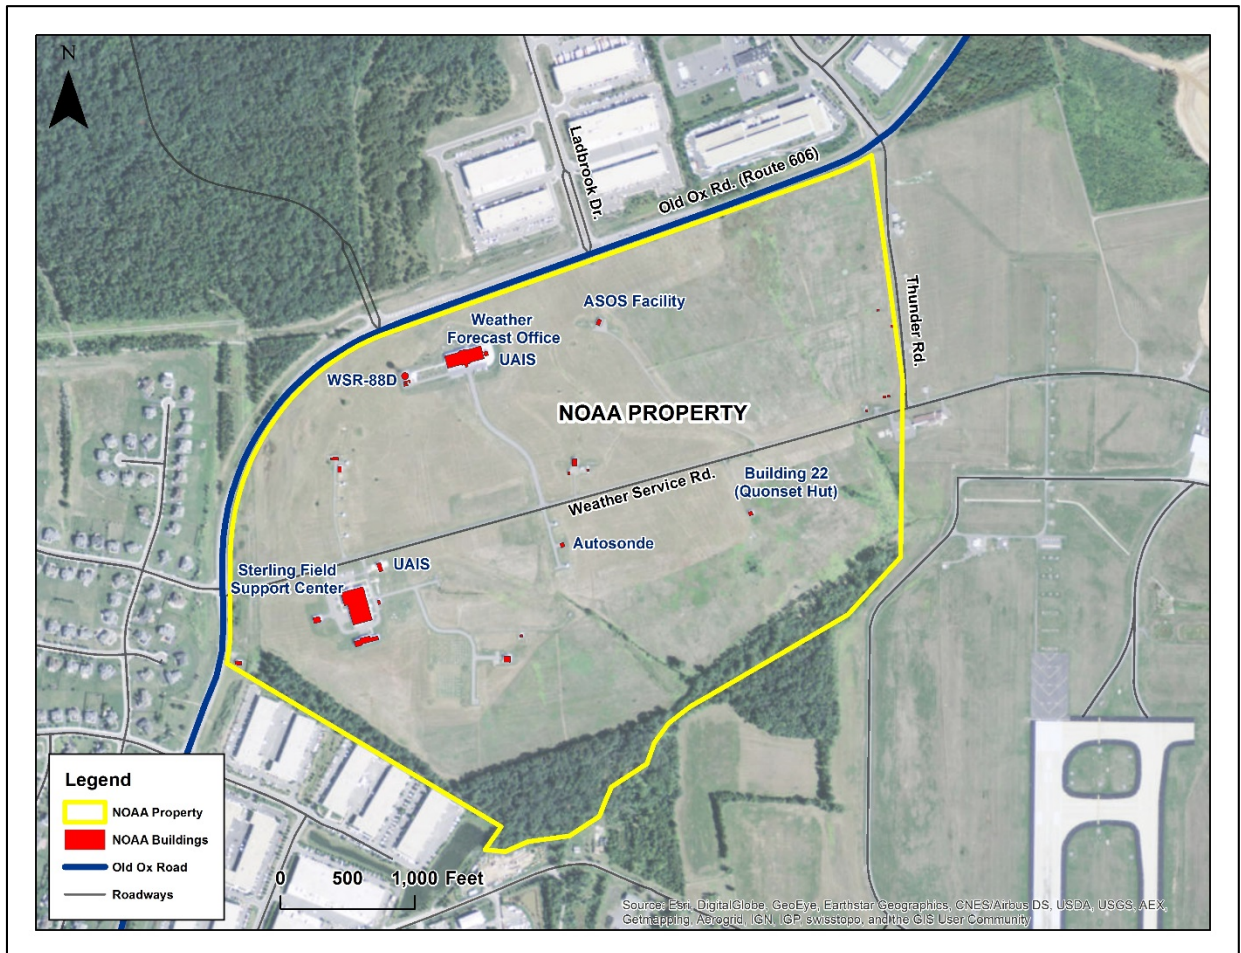 N
Ladbrook Dr.
Old Ox Rd. (Route 606)
Thunder Rd.
ASOS Facility
Weather
Forecast Office
UAIS
WSR-88D
NOAA PROPERTY
Weather Service Rd.
Building 22
(Quonset Hut)
Autosonde
UAIS
Sterling Field
Support Center
Legend
NOAA Property
NOAA Buildings
Old Ox Road
Roadways
0 500 1,000 Feet
Source: Esri, DigitalGlobe, GeoEye, Earthstar Geographics, CNES/Airbus DS, USDA, USGS, AEX,
Getmapping, Aerogrid, IGN, IGP, swisstopo, and the GIS User Community